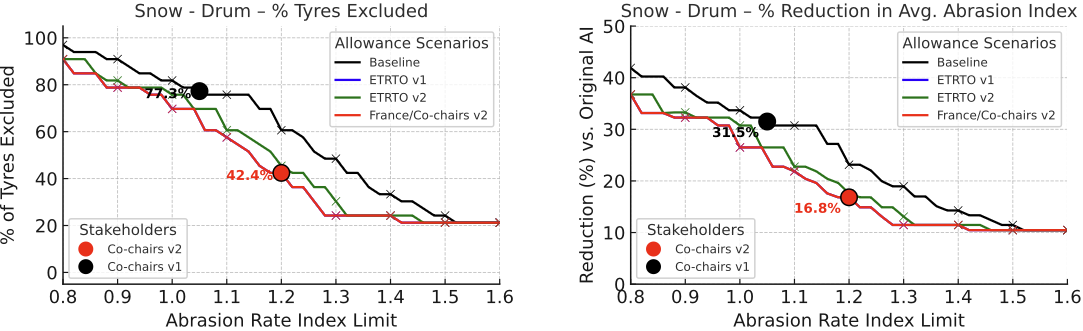 Snow - Drum – % Tyres Excluded
% of Tyres Excluded
100
80
60
40
20
0
Allowance Scenarios
Baseline
ETRTO v1
ETRTO v2
France/Co-chairs v2
77.3%
42.4%
Stakeholders
Co-chairs v2
Co-chairs v1
0.8 0.9 1.0 1.1 1.2 1.3 1.4 1.5 1.6
Abrasion Rate Index Limit
Snow - Drum – % Reduction in Avg. Abrasion Index
Reduction (%) vs. Original AI
50
40
30
20
10
0
Allowance Scenarios
Baseline
ETRTO v1
ETRTO v2
France/Co-chairs v2
31.5%
16.8%
Stakeholders
Co-chairs v2
Co-chairs v1
0.8 0.9 1.0 1.1 1.2 1.3 1.4 1.5 1.6
Abrasion Rate Index Limit